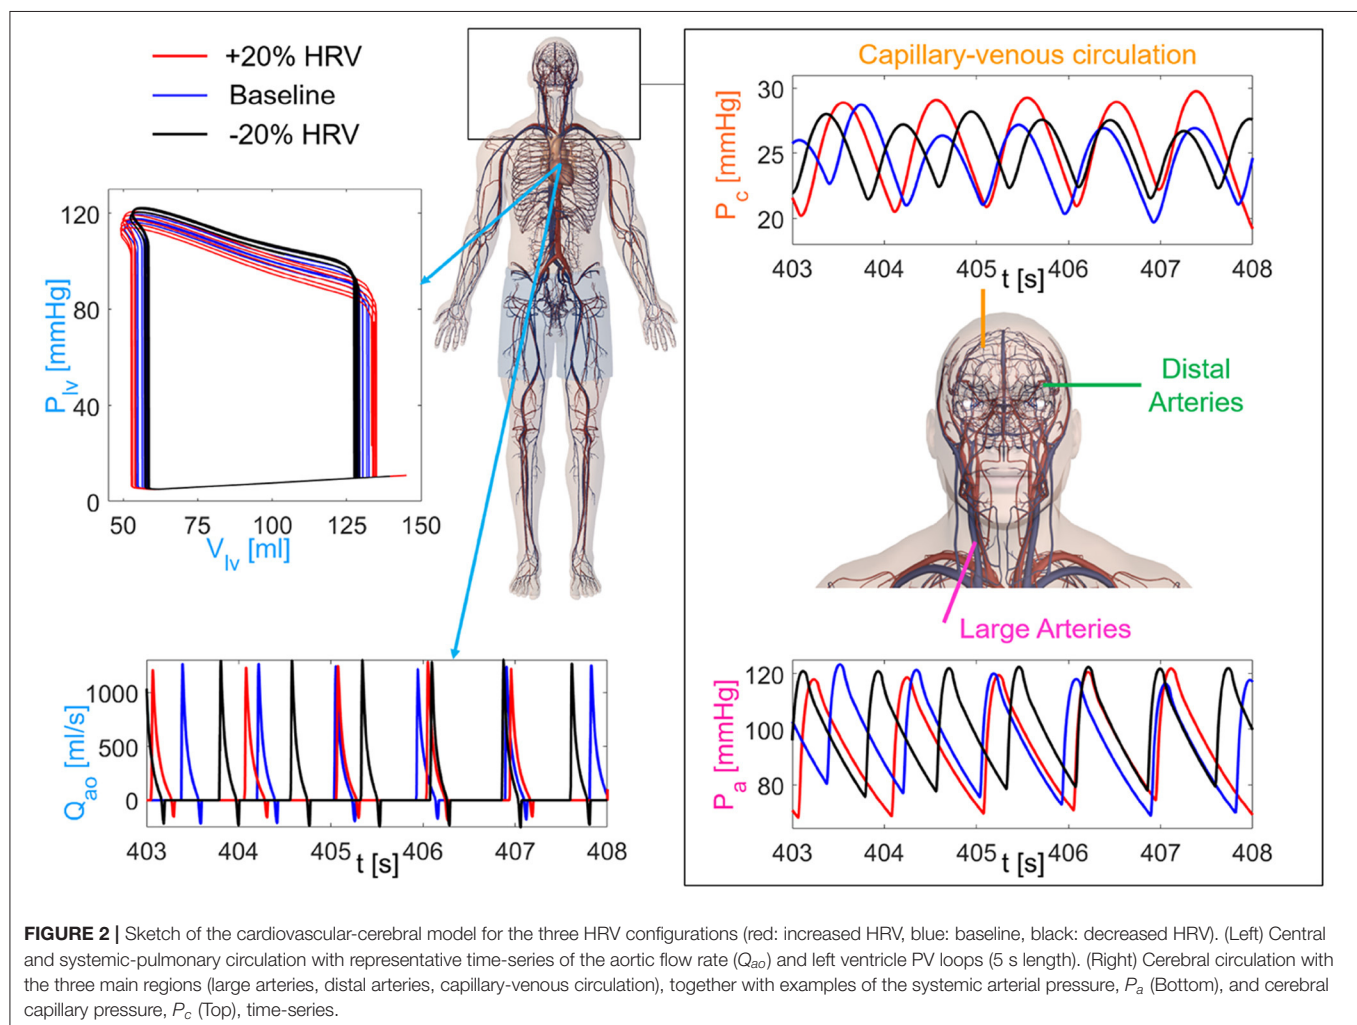 +20% HRV
Baseline
-20% HRV
120
80
40
0
P_lv [mmHg]
50 75 100 125 150
V_lv [ml]
1000
500
0
Q_ao [ml/s]
403 404 405 406 407 408
t [s]
Capillary-venous circulation
30
25
20
P_c [mmHg]
403 404 405 406 407 408
t [s]
Distal
Arteries
Large Arteries
120
100
80
P_a [mmHg]
403 404 405 406 407 408
t [s]
FIGURE 2 | Sketch of the cardiovascular-cerebral model for the three HRV configurations (red: increased HRV, blue: baseline, black: decreased HRV). (Left) Central
and systemic-pulmonary circulation with representative time-series of the aortic flow rate (Q_ao) and left ventricle PV loops (5 s length). (Right) Cerebral circulation with
the three main regions (large arteries, distal arteries, capillary-venous circulation), together with examples of the systemic arterial pressure, P_a (Bottom), and cerebral
capillary pressure, P_c (Top), time-series.